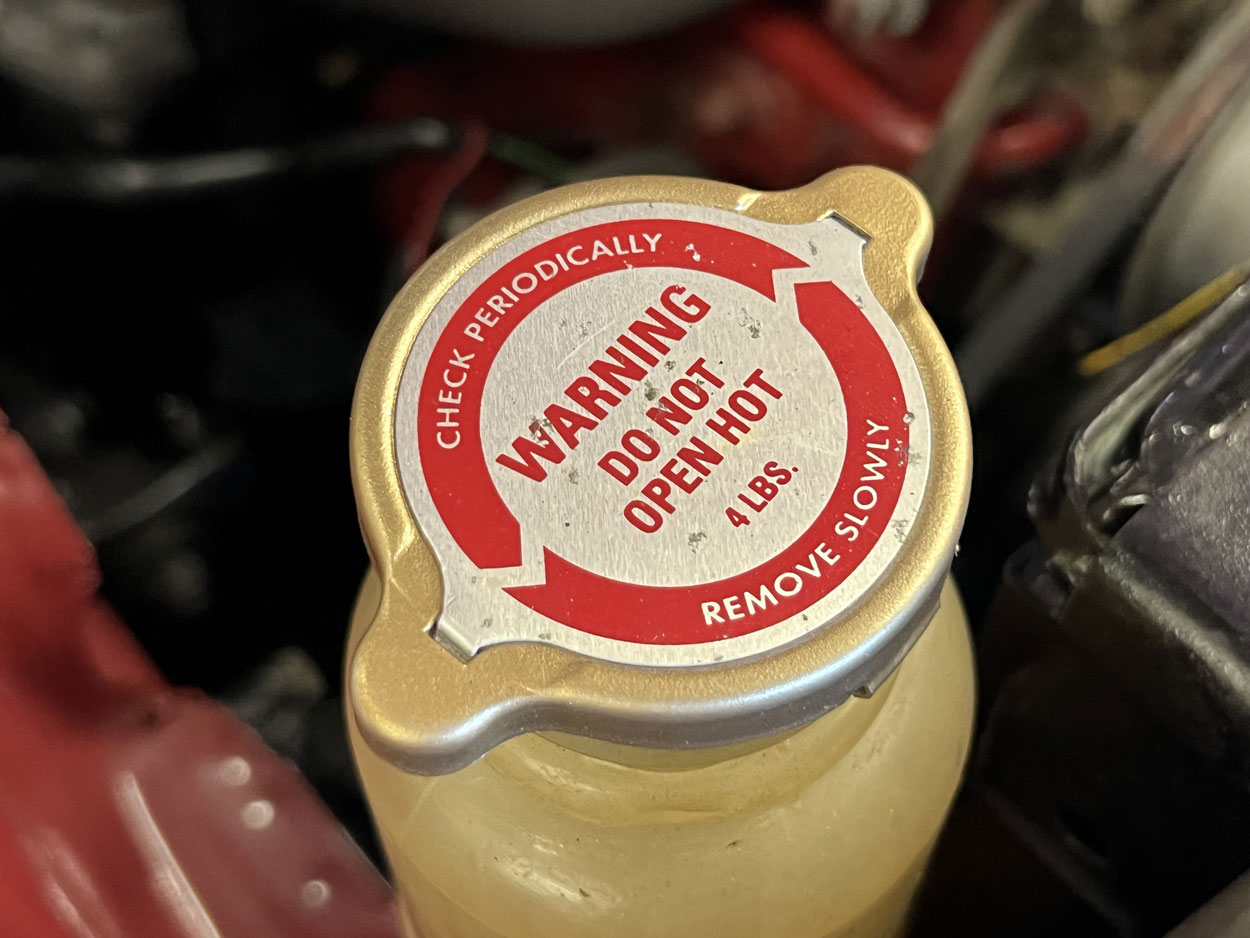 CHECK PERIODICALLY
WARNING
DO NOT
OPEN HOT
4 LBS.
REMOVE SLOWLY